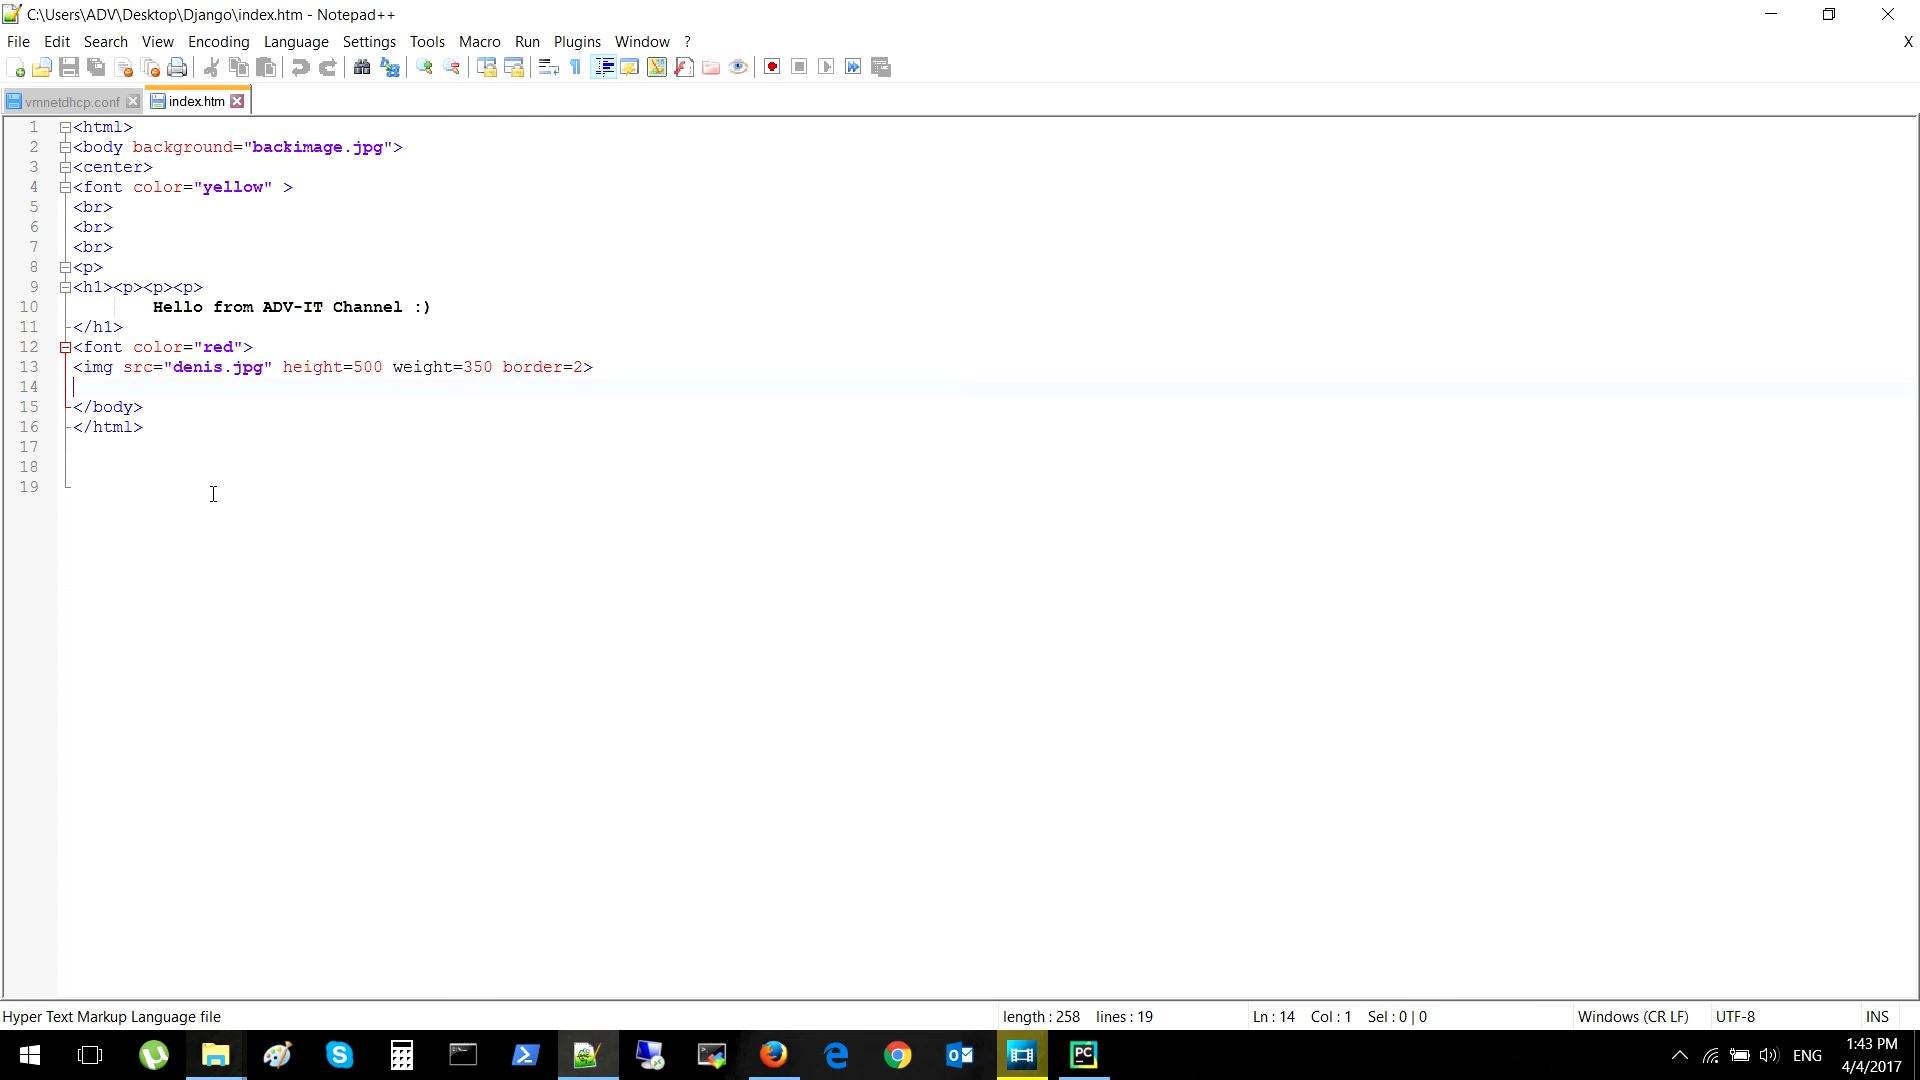 C:\Users\ADV\Desktop\Django\index.htm - Notepad++
File Edit Search View Encoding Language Settings Tools Macro Run Plugins Window ? X
vmnetdhcp.conf index.htm
1 <html>
2 <body background="backimage.jpg">
3 <center>
4 <font color="yellow" >
5 <br>
6 <br>
7 <br>
8 <p>
9 <h1><p><p><p>
10 Hello from ADV-IT Channel :)
11 </h1>
12 <font color="red">
13 <img src="denis.jpg" height=500 weight=350 border=2>
14
15 </body>
16 </html>
17
18
19
Hyper Text Markup Language file length : 258 lines : 19 Ln : 14 Col : 1 Sel : 0 | 0 Windows (CR LF) UTF-8 INS
PC ENG 1:43 PM
4/4/2017